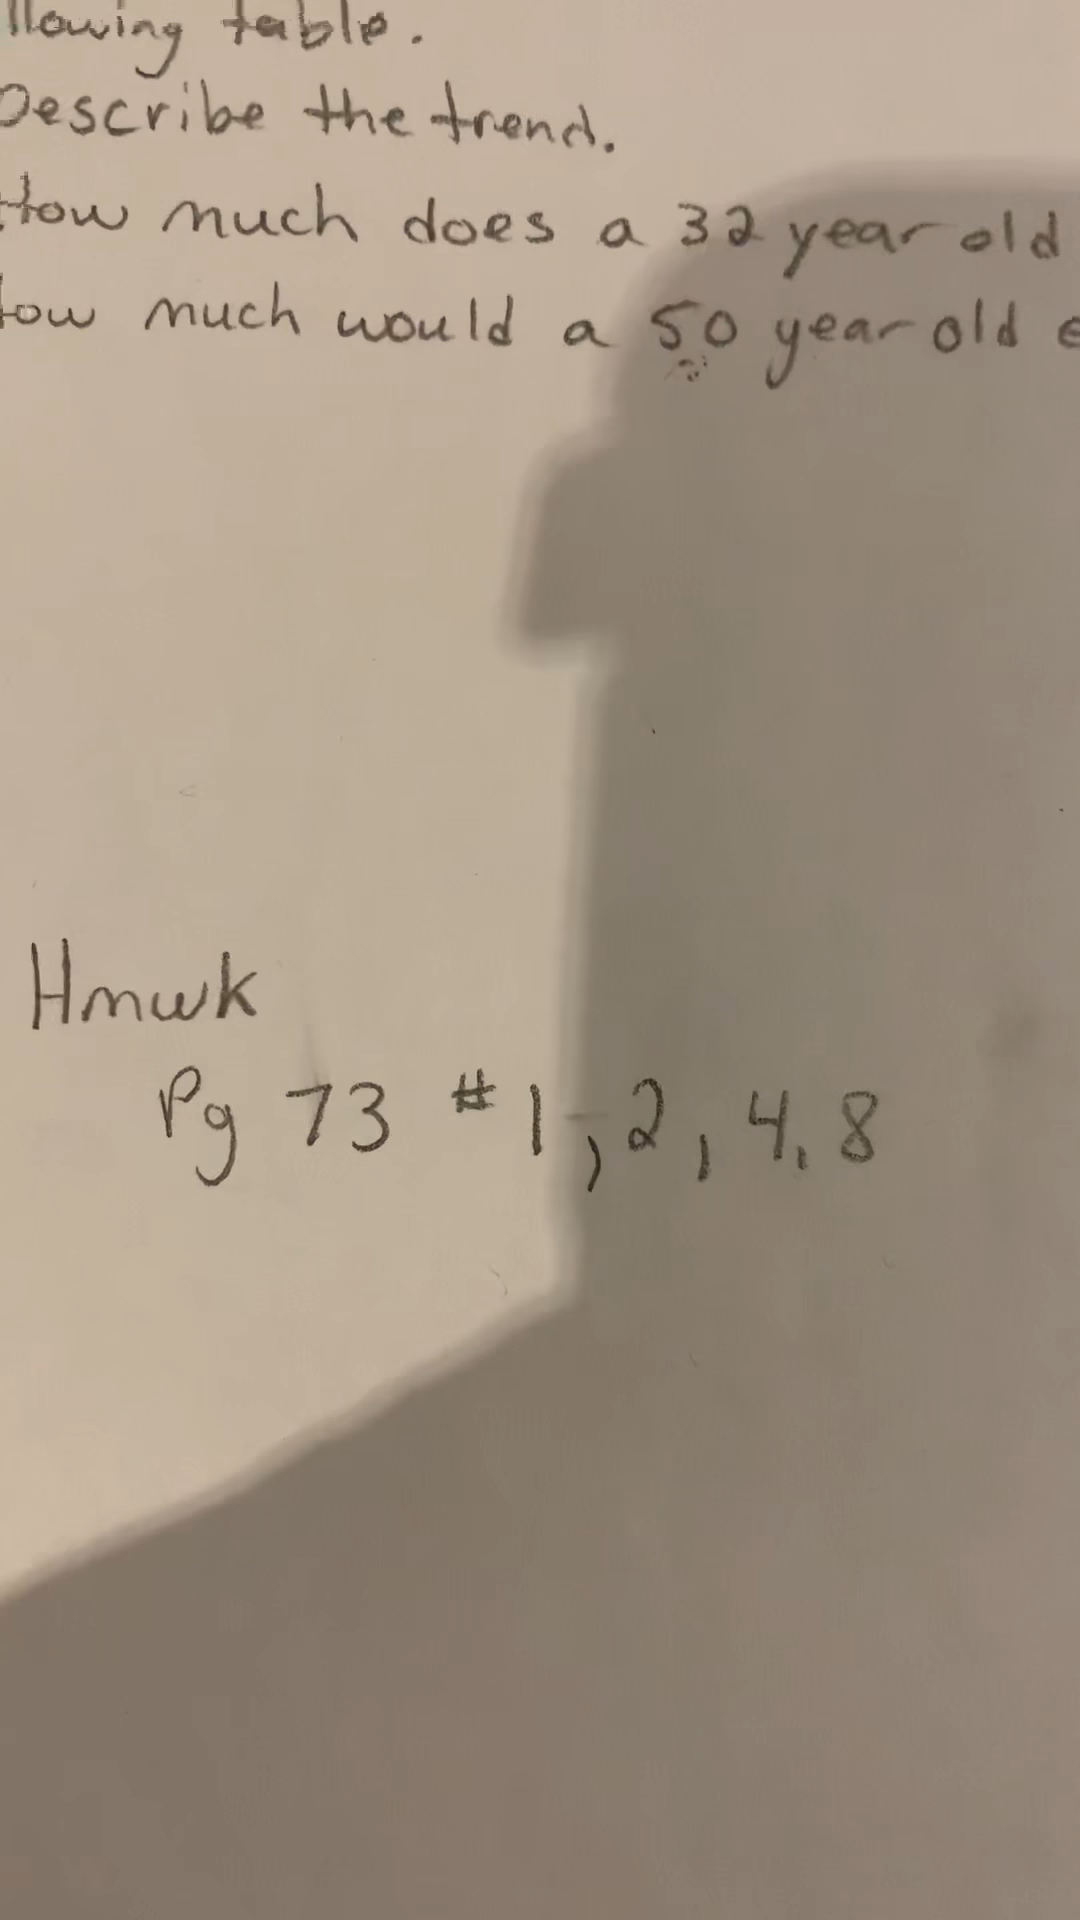 llowing table.
Describe the trend.
How much does a 32 year old
How much would a 50 year old e
Hmwk
Pg 73 #1, 2, 4, 8